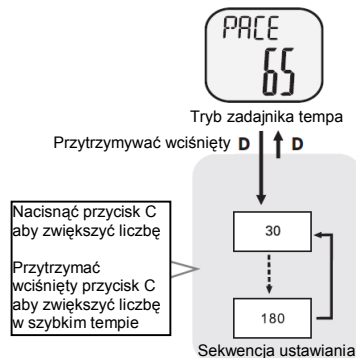 PACE
65
Tryb zadajnika tempa
Przytrzymywać wciśnięty D D
Nacisnąć przycisk C
aby zwiększyć liczbę
Przytrzymać
wciśnięty przycisk C
aby zwiększyć liczbę
w szybkim tempie
30
180
Sekwencja ustawiania